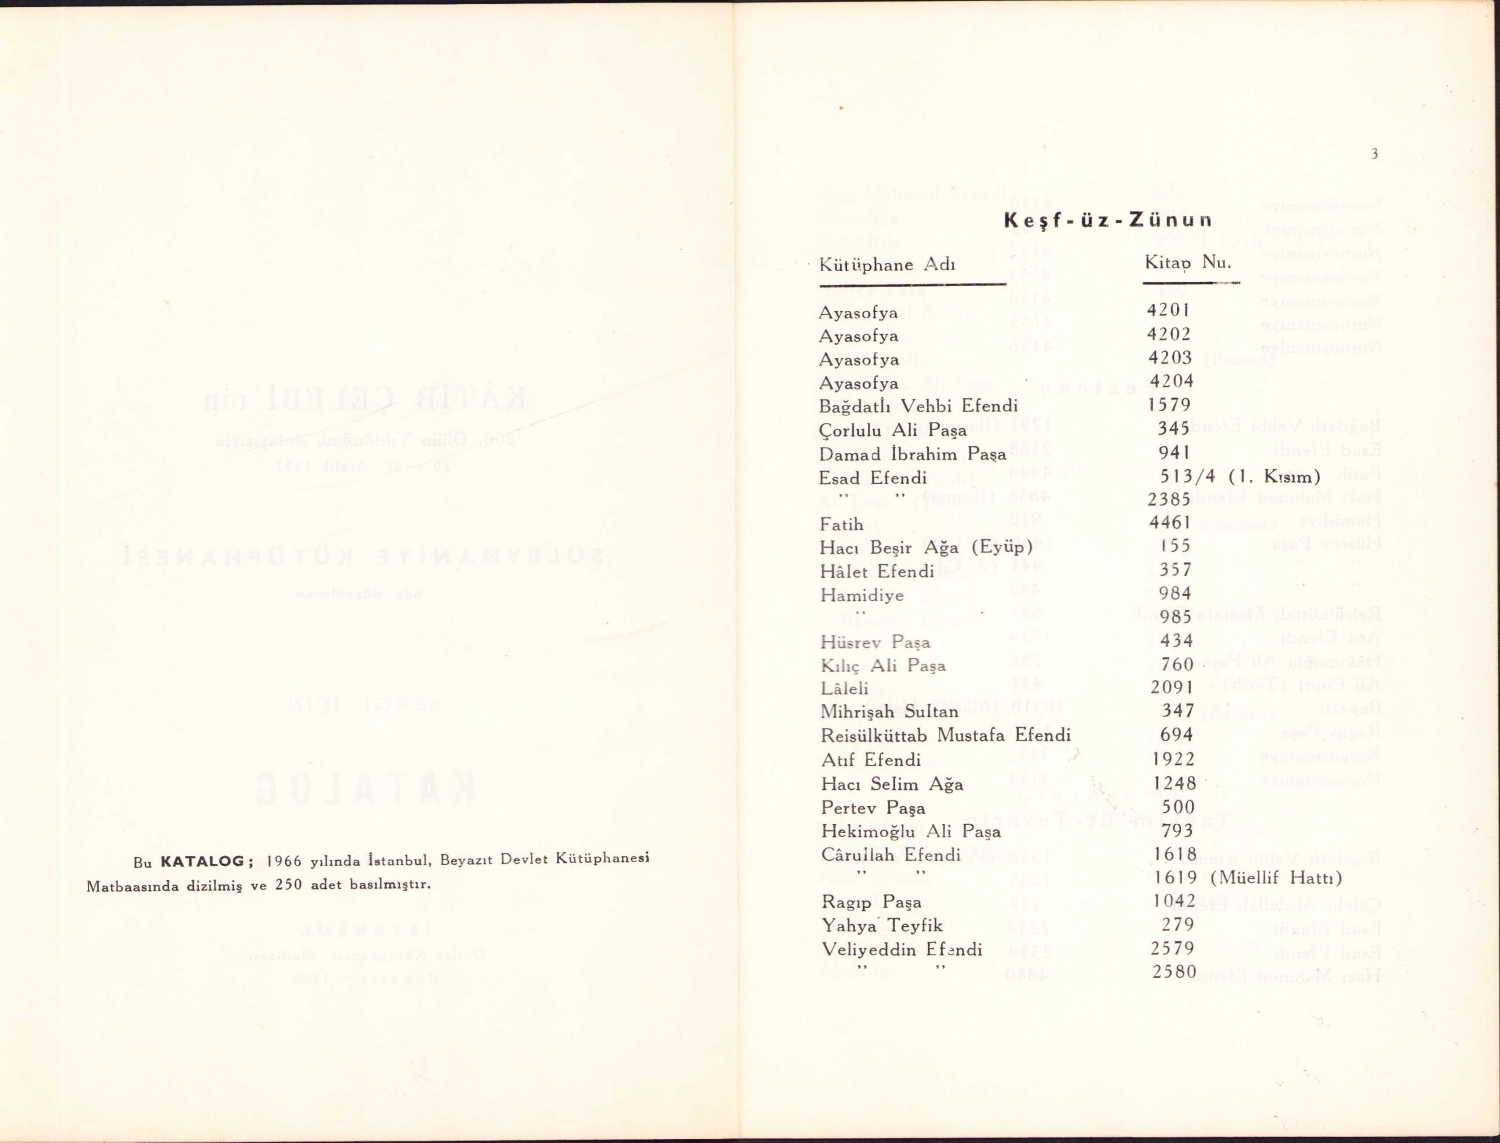 Bu KATALOG; 1966 yılında İstanbul, Beyazıt Devlet Kütüphanesi
Matbaasında dizilmiş ve 250 adet basılmıştır.
3
Keşf-üz-Zünun
Kütüphane Adı Kitap Nu.
Ayasofya 4201
Ayasofya 4202
Ayasofya 4203
Ayasofya 4204
Bağdatlı Vehbi Efendi 1579
Çorlulu Ali Paşa 345
Damad İbrahim Paşa 941
Esad Efendi 513/4 (1. Kısım)
" " 2385
Fatih 4461
Hacı Beşir Ağa (Eyüp) 155
Hâlet Efendi 357
Hamidiye 984
" 985
Hüsrev Paşa 434
Kılıç Ali Paşa 760
Lâleli 2091
Mihrişah Sultan 347
Reisülküttab Mustafa Efendi 694
Atıf Efendi 1922
Hacı Selim Ağa 1248
Pertev Paşa 500
Hekimoğlu Ali Paşa 793
Cârullah Efendi 1618
" " 1619 (Müellif Hattı)
Ragıp Paşa 1042
Yahya Teyfik 279
Veliyeddin Efendi 2579
" " 2580